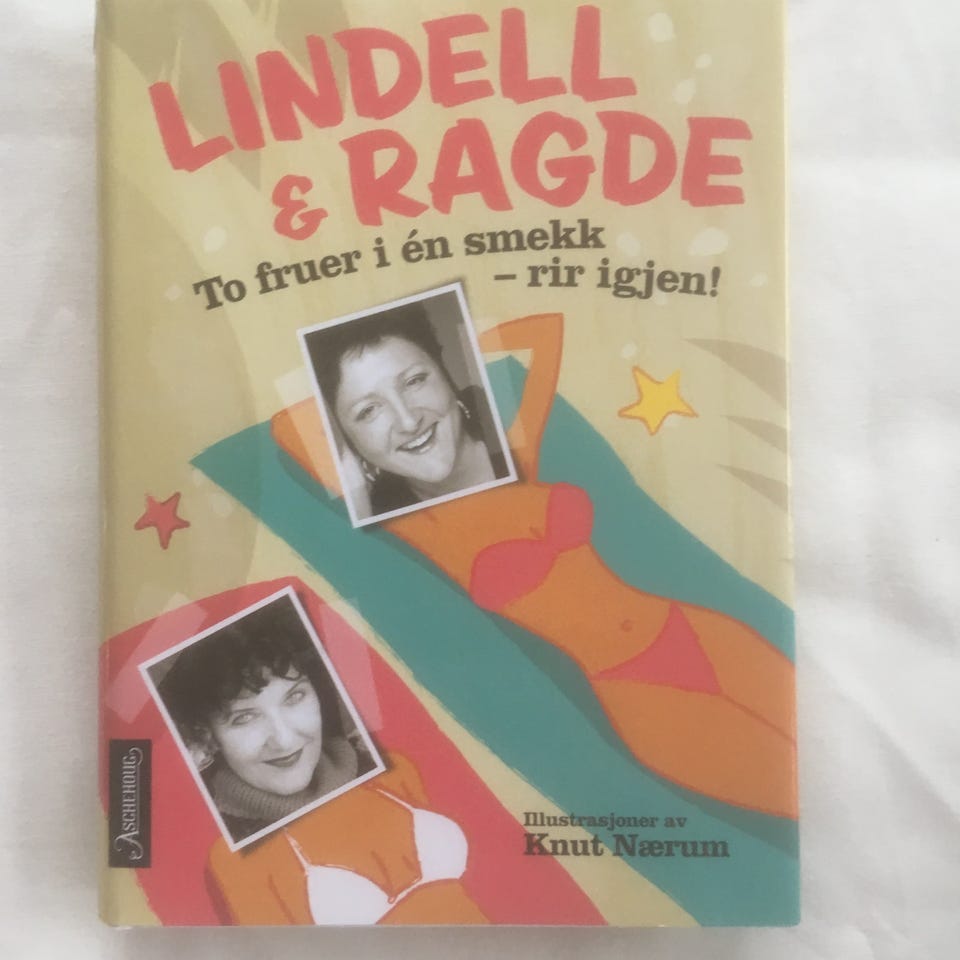 LINDELL
& RAGDE
To fruer i én smekk
– rir igjen!
ASCHEHOUG
Illustrasjoner av
Knut Nærum